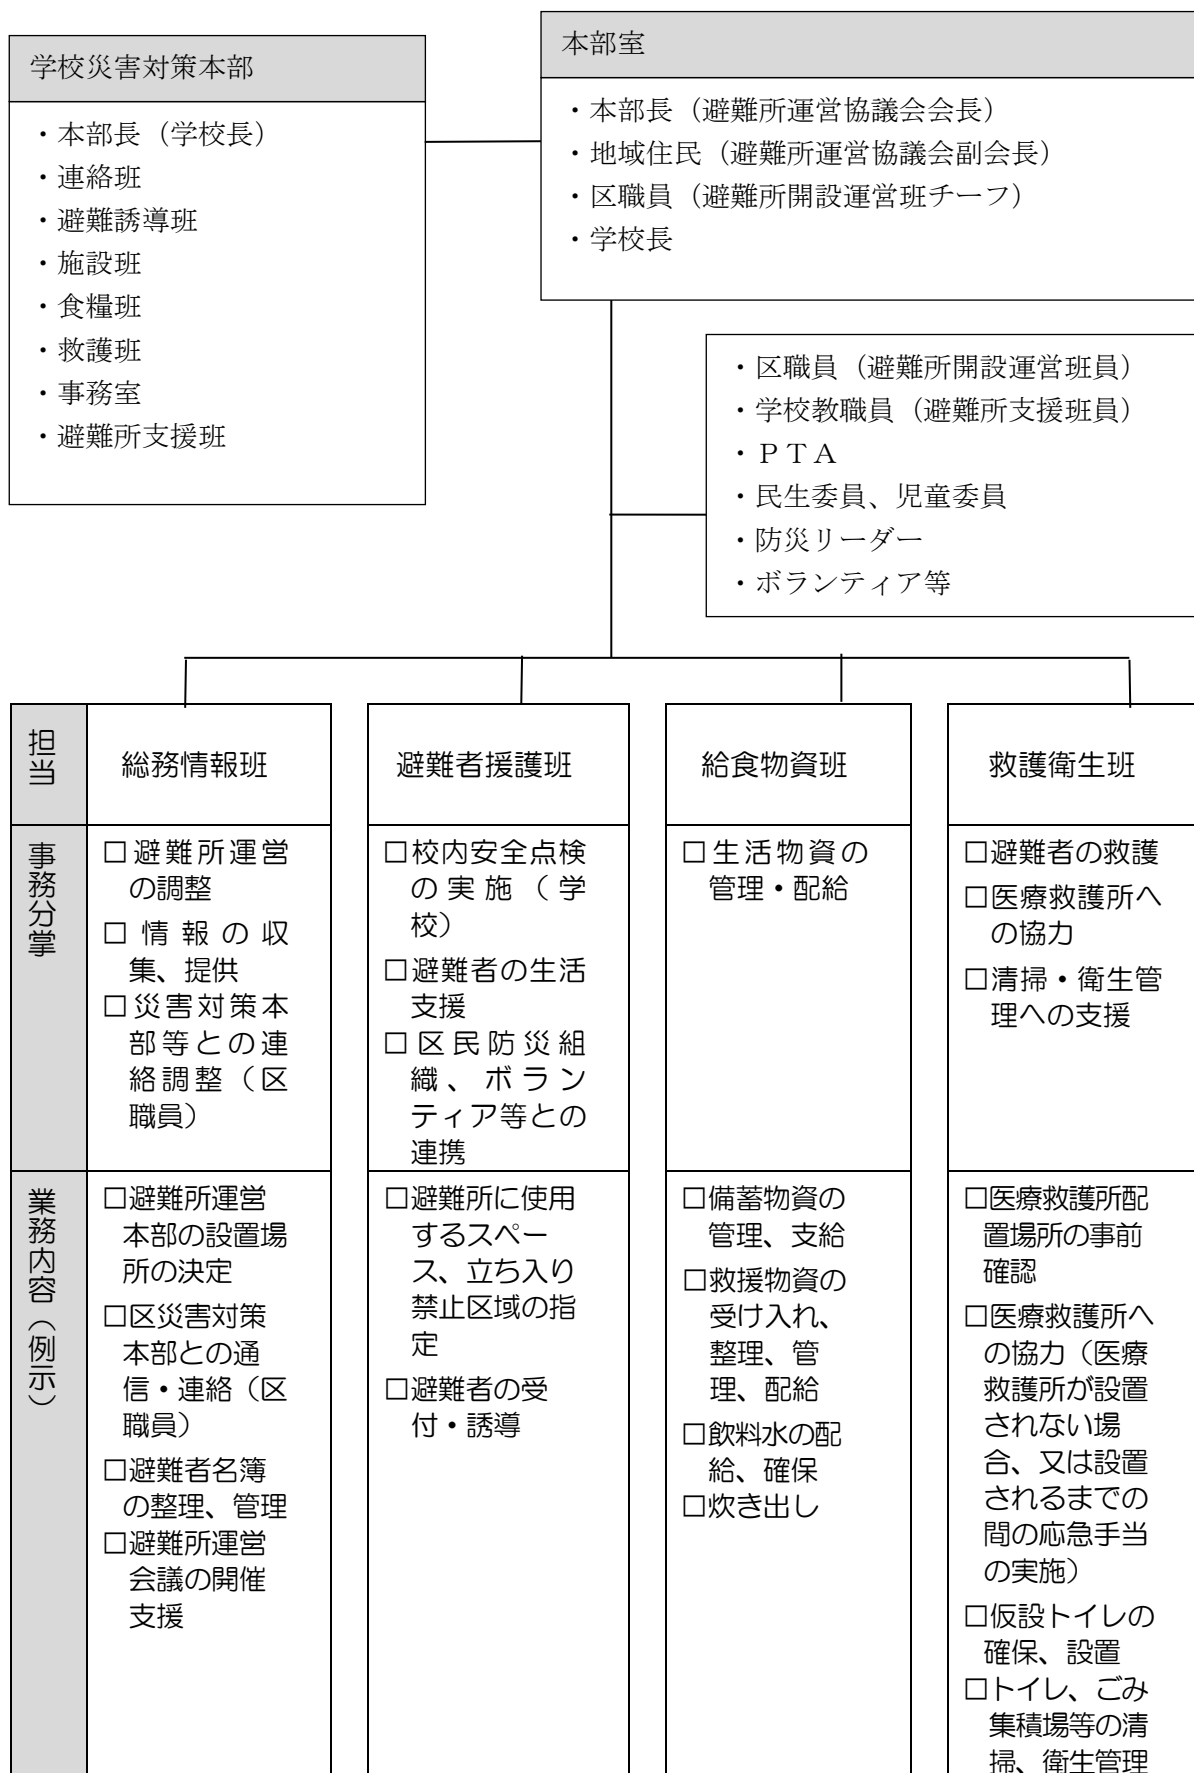 学校災害対策本部
・本部長（学校長）
・連絡班
・避難誘導班
・施設班
・食糧班
・救護班
・事務室
・避難所支援班
本部室
・本部長（避難所運営協議会会長）
・地域住民（避難所運営協議会副会長）
・区職員（避難所開設運営班チーフ）
・学校長
・区職員（避難所開設運営班員）
・学校教職員（避難所支援班員）
・ＰＴＡ
・民生委員、児童委員
・防災リーダー
・ボランティア等
担当
総務情報班
避難者援護班
給食物資班
救護衛生班
事務分掌
□避難所運営
の調整
□情報の収
集、提供
□災害対策本
部等との連
絡調整（区
職員）
□校内安全点検
の実施（学
校）
□避難者の生活
支援
□区民防災組
織、ボラン
ティア等との
連携
□生活物資の
管理・配給
□避難者の救護
□医療救護所へ
の協力
□清掃・衛生管
理への支援
業務内容（例示）
□避難所運営
本部の設置場
所の決定
□区災害対策
本部との通
信・連絡（区
職員）
□避難者名簿
の整理、管理
□避難所運営
会議の開催
支援
□避難所に使用
するスペー
ス、立ち入り
禁止区域の指
定
□避難者の受
付・誘導
□備蓄物資の
管理、支給
□救援物資の
受け入れ、
整理、管
理、配給
□飲料水の配
給、確保
□炊き出し
□医療救護所配
置場所の事前
確認
□医療救護所へ
の協力（医療
救護所が設置
されない場
合、又は設置
されるまでの
間の応急手当
の実施）
□仮設トイレの
確保、設置
□トイレ、ごみ
集積場等の清
掃、衛生管理